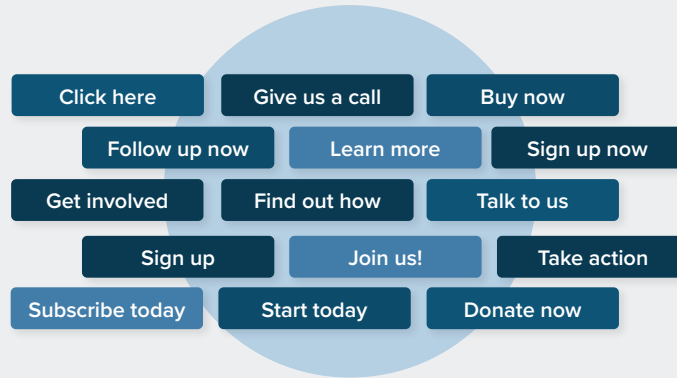 Click here
Give us a call
Buy now
Follow up now
Learn more
Sign up now
Get involved
Find out how
Talk to us
Sign up
Join us!
Take action
Subscribe today
Start today
Donate now